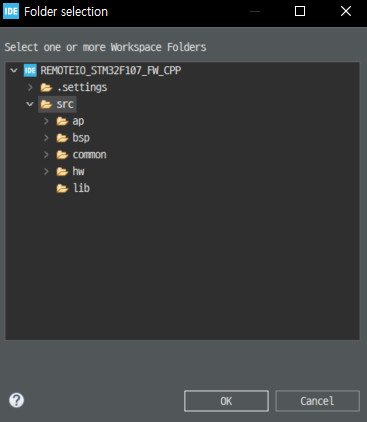 IDE Folder selection
Select one or more Workspace Folders
IDE REMOTEIO_STM32F107_FW_CPP
.settings
src
ap
bsp
common
hw
lib
? OK Cancel